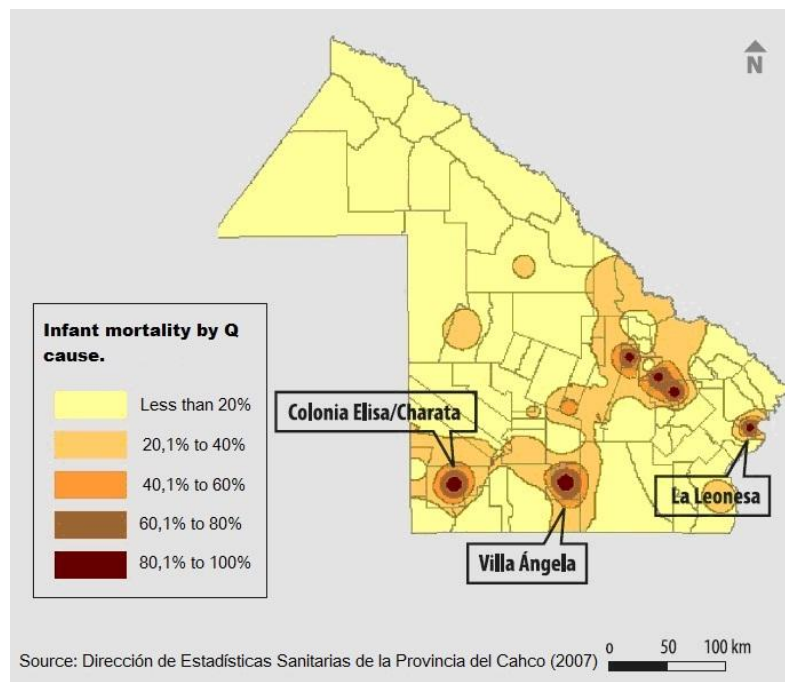 N
Infant mortality by Q
cause.
Less than 20%
20,1% to 40%
40,1% to 60%
60,1% to 80%
80,1% to 100%
Colonia Elisa/Charata
La Leonesa
Villa Ángela
Source: Dirección de Estadísticas Sanitarias de la Provincia del Cahco (2007)
0 50 100 km